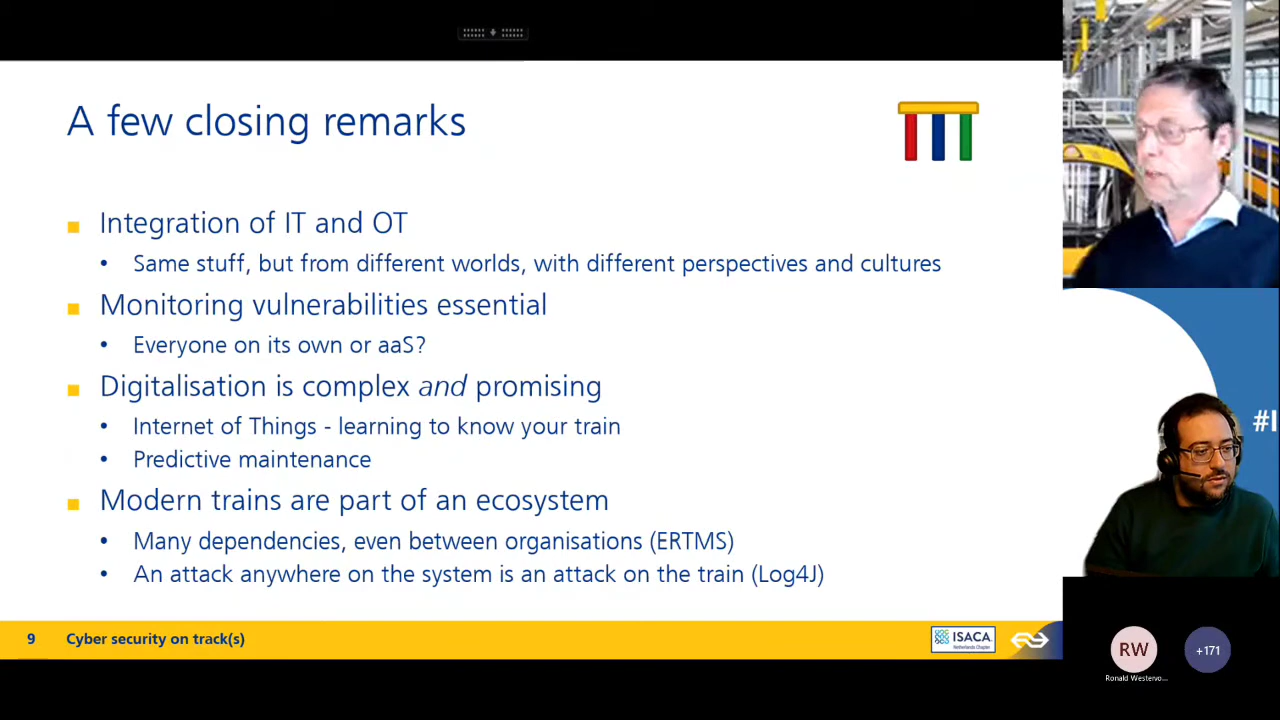 A few closing remarks
Integration of IT and OT
Same stuff, but from different worlds, with different perspectives and cultures
Monitoring vulnerabilities essential
Everyone on its own or aaS?
Digitalisation is complex and promising
Internet of Things - learning to know your train
Predictive maintenance
Modern trains are part of an ecosystem
Many dependencies, even between organisations (ERTMS)
An attack anywhere on the system is an attack on the train (Log4J)
9 Cyber security on track(s)
ISACA
Netherlands Chapter
#I
RW
+171
Ronald Westervo...